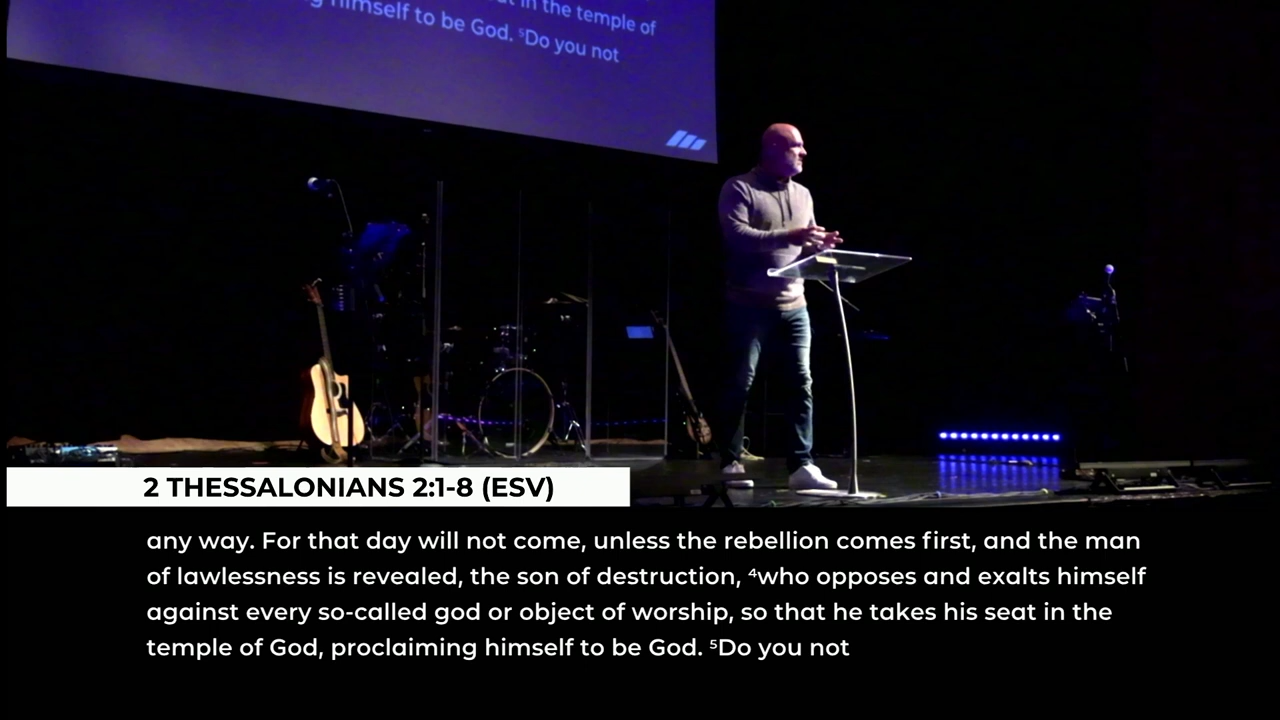 at in the temple of
g himself to be God. ⁵Do you not
2 THESSALONIANS 2:1-8 (ESV)
any way. For that day will not come, unless the rebellion comes first, and the man
of lawlessness is revealed, the son of destruction, ⁴who opposes and exalts himself
against every so-called god or object of worship, so that he takes his seat in the
temple of God, proclaiming himself to be God. ⁵Do you not